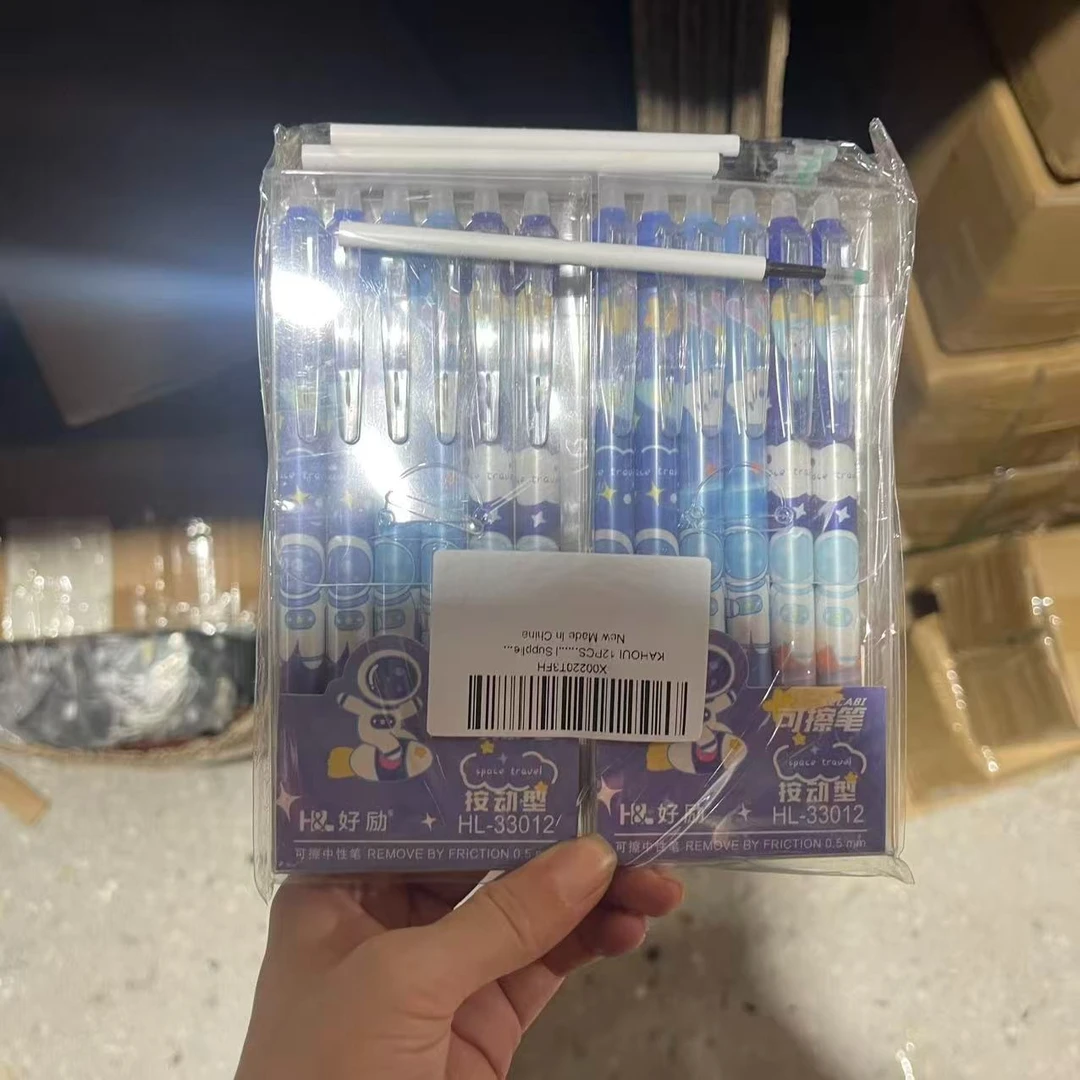 New Made In China
KAHOUI 12PCS......l Supplie...
X00220T3FH
space travel
按动型
H&L 好励®
HL-33012
可擦中性笔 REMOVE BY FRICTION 0.5
可擦笔
space travel
按动型
H&L 好励
HL-33012
可擦中性笔 REMOVE BY FRICTION 0.5 mm